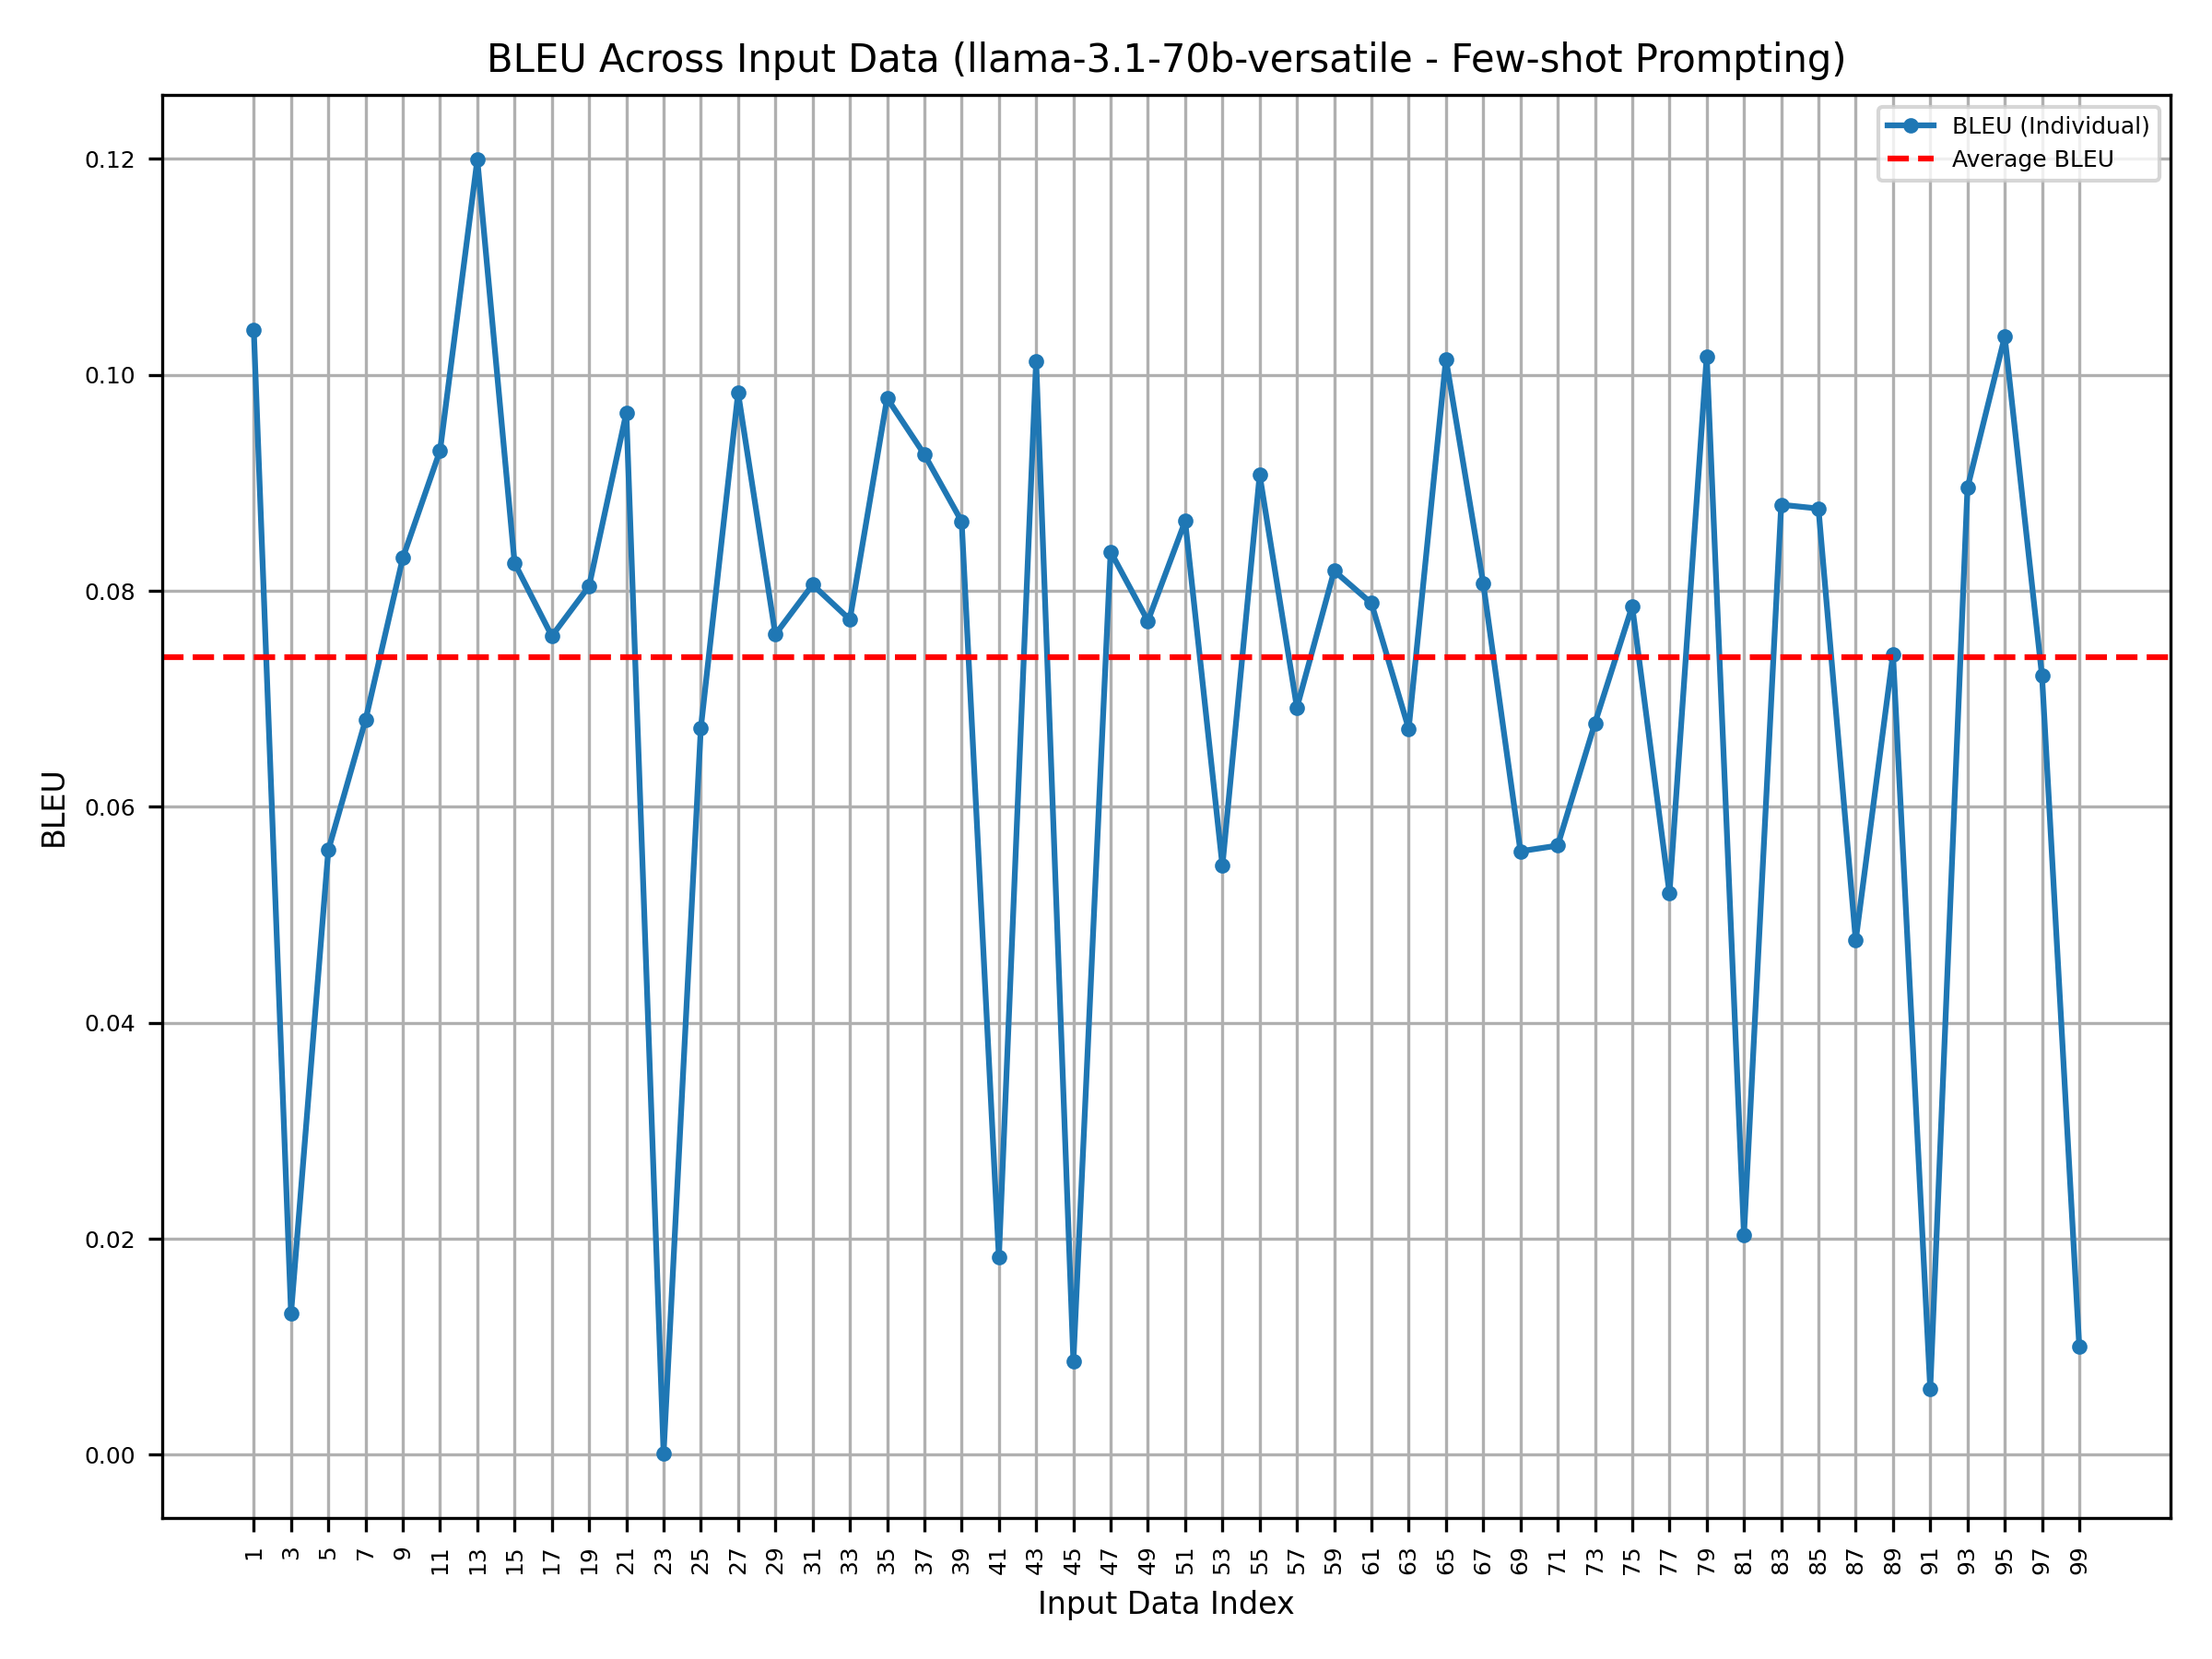 BLEU Across Input Data (llama-3.1-70b-versatile - Few-shot Prompting)
BLEU (Individual)
Average BLEU
0.12
0.10
0.08
0.06
0.04
0.02
0.00
BLEU
1 3 5 7 9 11 13 15 17 19 21 23 25 27 29 31 33 35 37 39 41 43 45 47 49 51 53 55 57 59 61 63 65 67 69 71 73 75 77 79 81 83 85 87 89 91 93 95 97 99
Input Data Index